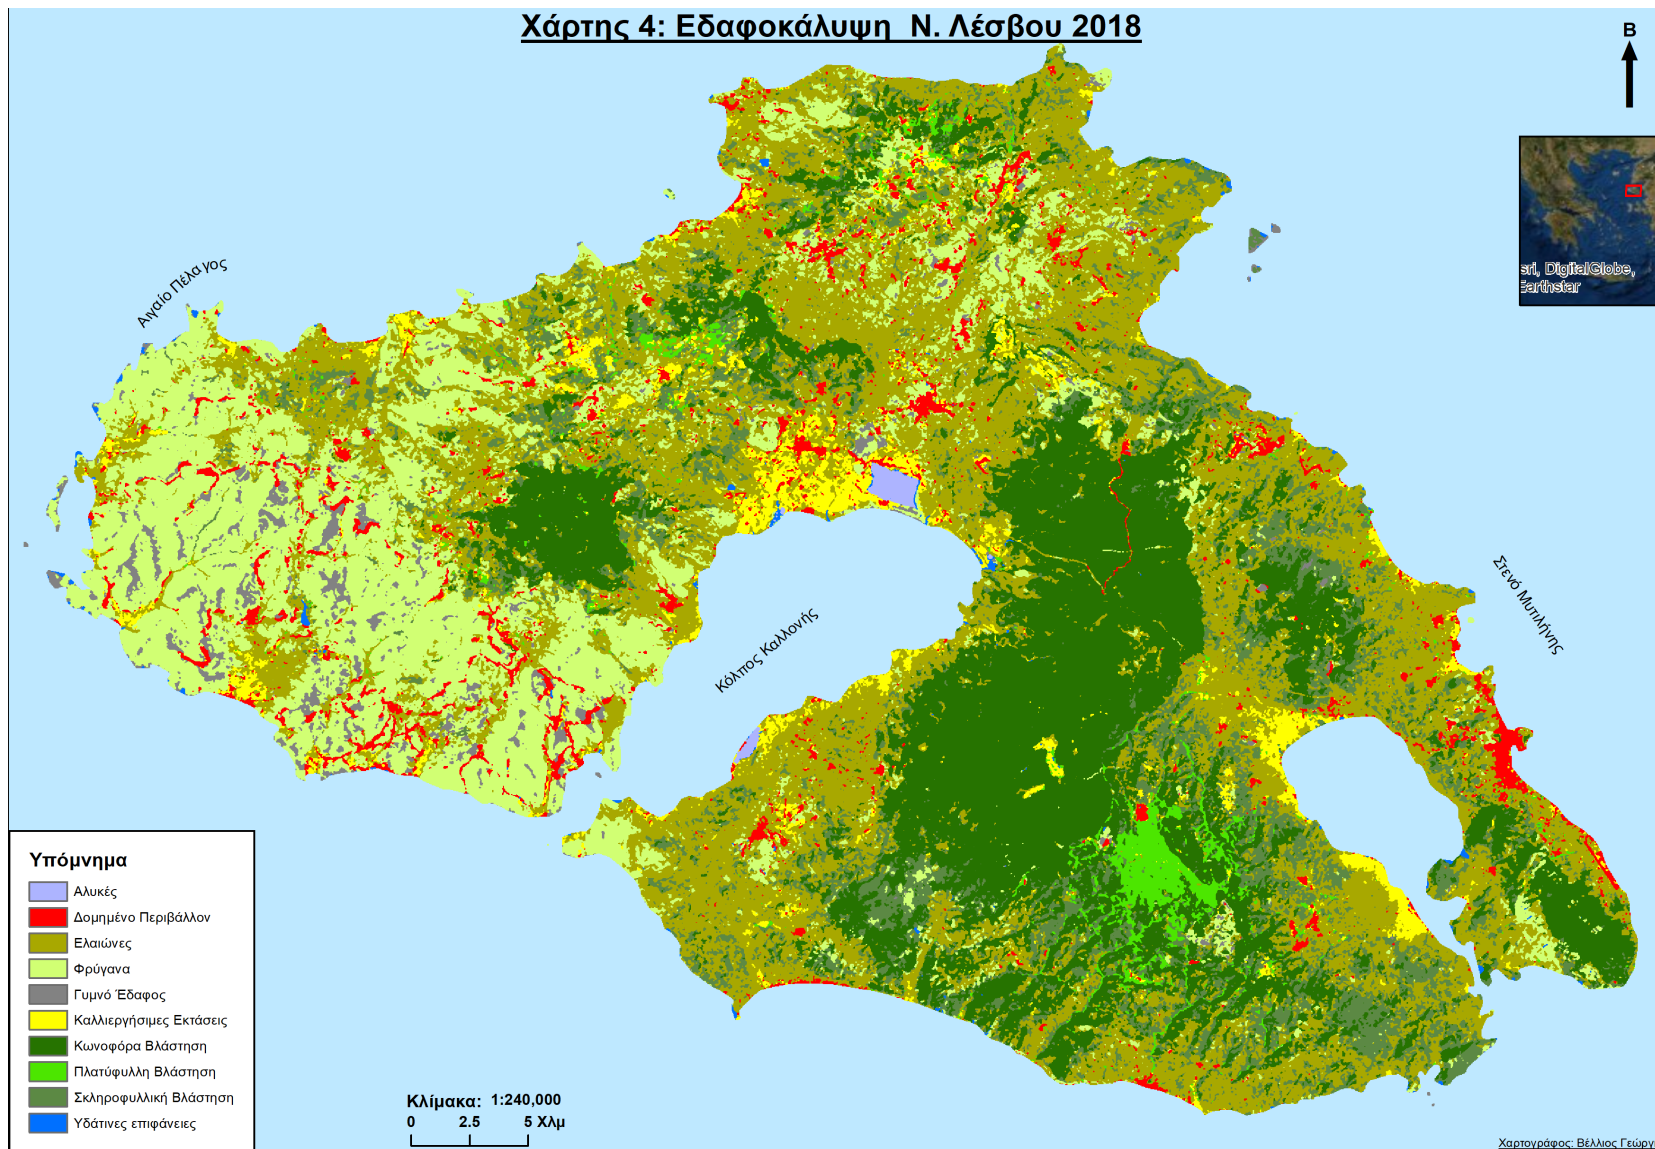 Χάρτης 4: Εδαφοκάλυψη Ν. Λέσβου 2018
Β
sri, DigitalGlobe,
Earthstar
Αιγαίο Πέλαγος
Στενό Μυτιλήνης
Κόλπος Καλλονής
Υπόμνημα
Αλυκές
Δομημένο Περιβάλλον
Ελαιώνες
Φρύγανα
Γυμνό Έδαφος
Καλλιεργήσιμες Εκτάσεις
Κωνοφόρα Βλάστηση
Πλατύφυλλη Βλάστηση
Σκληροφυλλική Βλάστηση
Υδάτινες επιφάνειες
Κλίμακα: 1:240,000
0 2.5 5 Χλμ
Χαρτογράφος: Βέλλιος Γεώργι